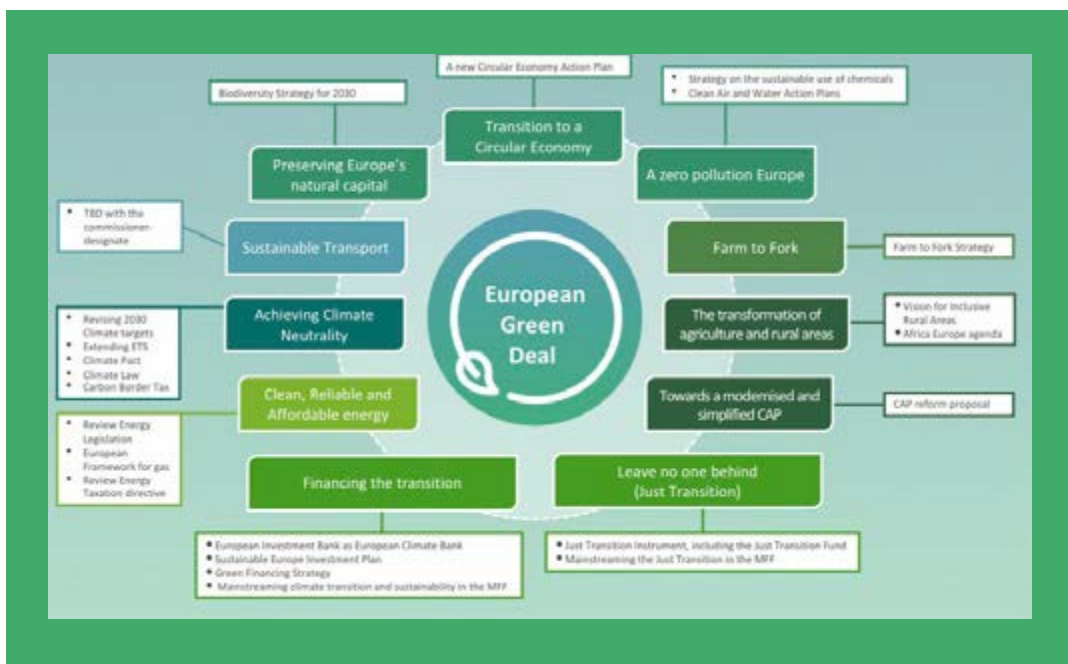 A new Circular Economy Action Plan
Biodiversity Strategy for 2030
• Strategy on the sustainable use of chemicals
• Clean Air and Water Action Plans
Transition to a
Circular Economy
Preserving Europe's
natural capital
A zero pollution Europe
• TBD with the
commissioner-
designate
Sustainable Transport
Farm to Fork
Farm to Fork Strategy
European
Green
Deal
• Revising 2030
Climate targets
• Extending ETS
• Climate Pact
• Climate Law
• Carbon Border Tax
Achieving Climate
Neutrality
The transformation of
agriculture and rural areas
• Vision for Inclusive
Rural Areas
• Africa Europe agenda
Clean, Reliable and
Affordable energy
Towards a modernised and
simplified CAP
CAP reform proposal
• Review Energy
Legislation
• European
Framework for gas
• Review Energy
Taxation directive
Financing the transition
Leave no one behind
(Just Transition)
• European Investment Bank as European Climate Bank
• Sustainable Europe Investment Plan
• Green Financing Strategy
• Mainstreaming climate transition and sustainability in the MFF
• Just Transition Instrument, including the Just Transition Fund
• Mainstreaming the Just Transition in the MFF